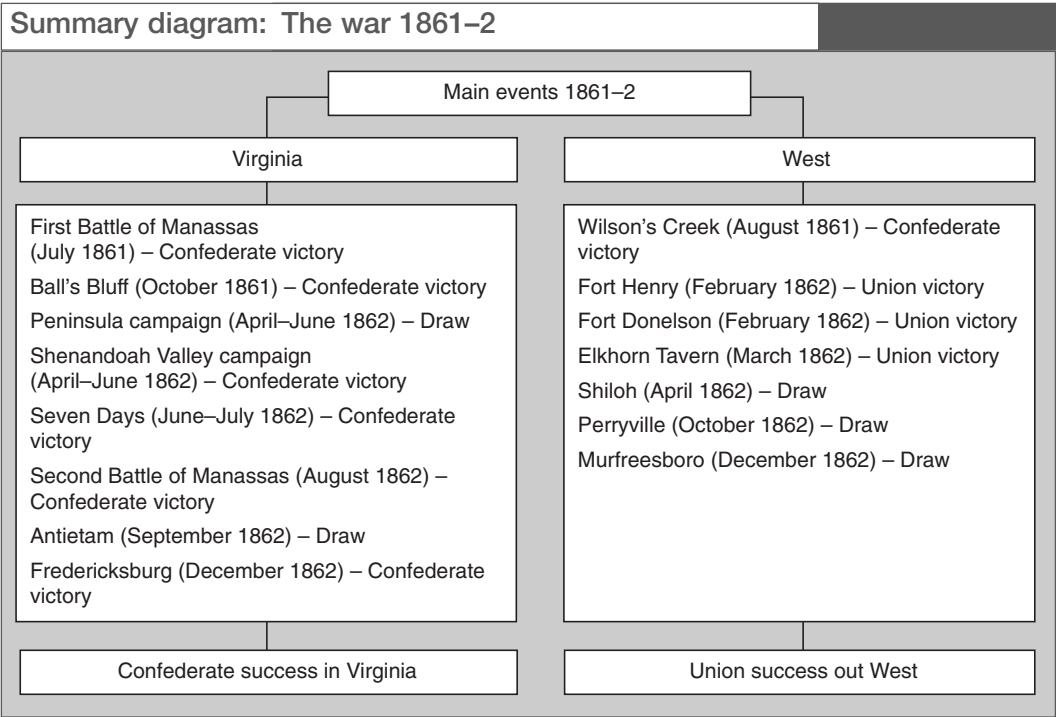 Summary diagram: The war 1861–2
Main events 1861–2
Virginia
First Battle of Manassas
(July 1861) – Confederate victory
Ball's Bluff (October 1861) – Confederate victory
Peninsula campaign (April–June 1862) – Draw
Shenandoah Valley campaign
(April–June 1862) – Confederate victory
Seven Days (June–July 1862) – Confederate
victory
Second Battle of Manassas (August 1862) –
Confederate victory
Antietam (September 1862) – Draw
Fredericksburg (December 1862) – Confederate
victory
Confederate success in Virginia
West
Wilson's Creek (August 1861) – Confederate
victory
Fort Henry (February 1862) – Union victory
Fort Donelson (February 1862) – Union victory
Elkhorn Tavern (March 1862) – Union victory
Shiloh (April 1862) – Draw
Perryville (October 1862) – Draw
Murfreesboro (December 1862) – Draw
Union success out West